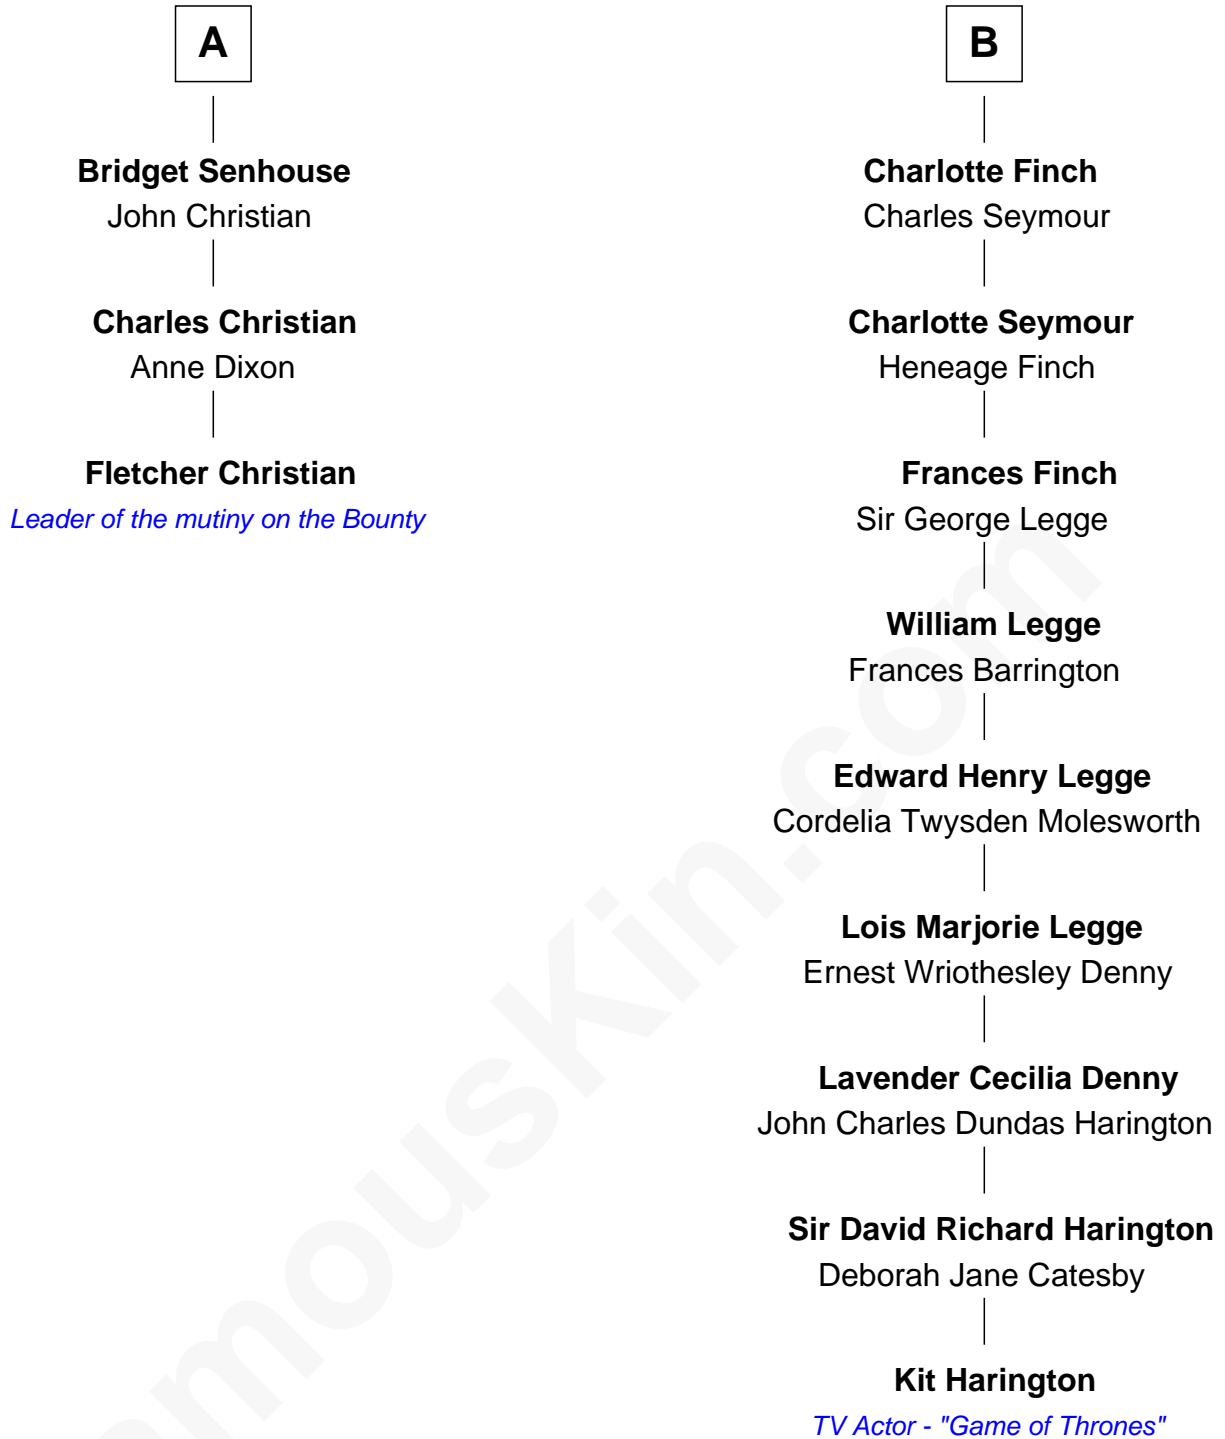 A
Bridget Senhouse
John Christian
Charles Christian
Anne Dixon
Fletcher Christian
Leader of the mutiny on the Bounty
B
Charlotte Finch
Charles Seymour
Charlotte Seymour
Heneage Finch
Frances Finch
Sir George Legge
William Legge
Frances Barrington
Edward Henry Legge
Cordelia Twysden Molesworth
Lois Marjorie Legge
Ernest Wriothesley Denny
Lavender Cecilia Denny
John Charles Dundas Harington
Sir David Richard Harington
Deborah Jane Catesby
Kit Harington
TV Actor - "Game of Thrones"
amouskin.com